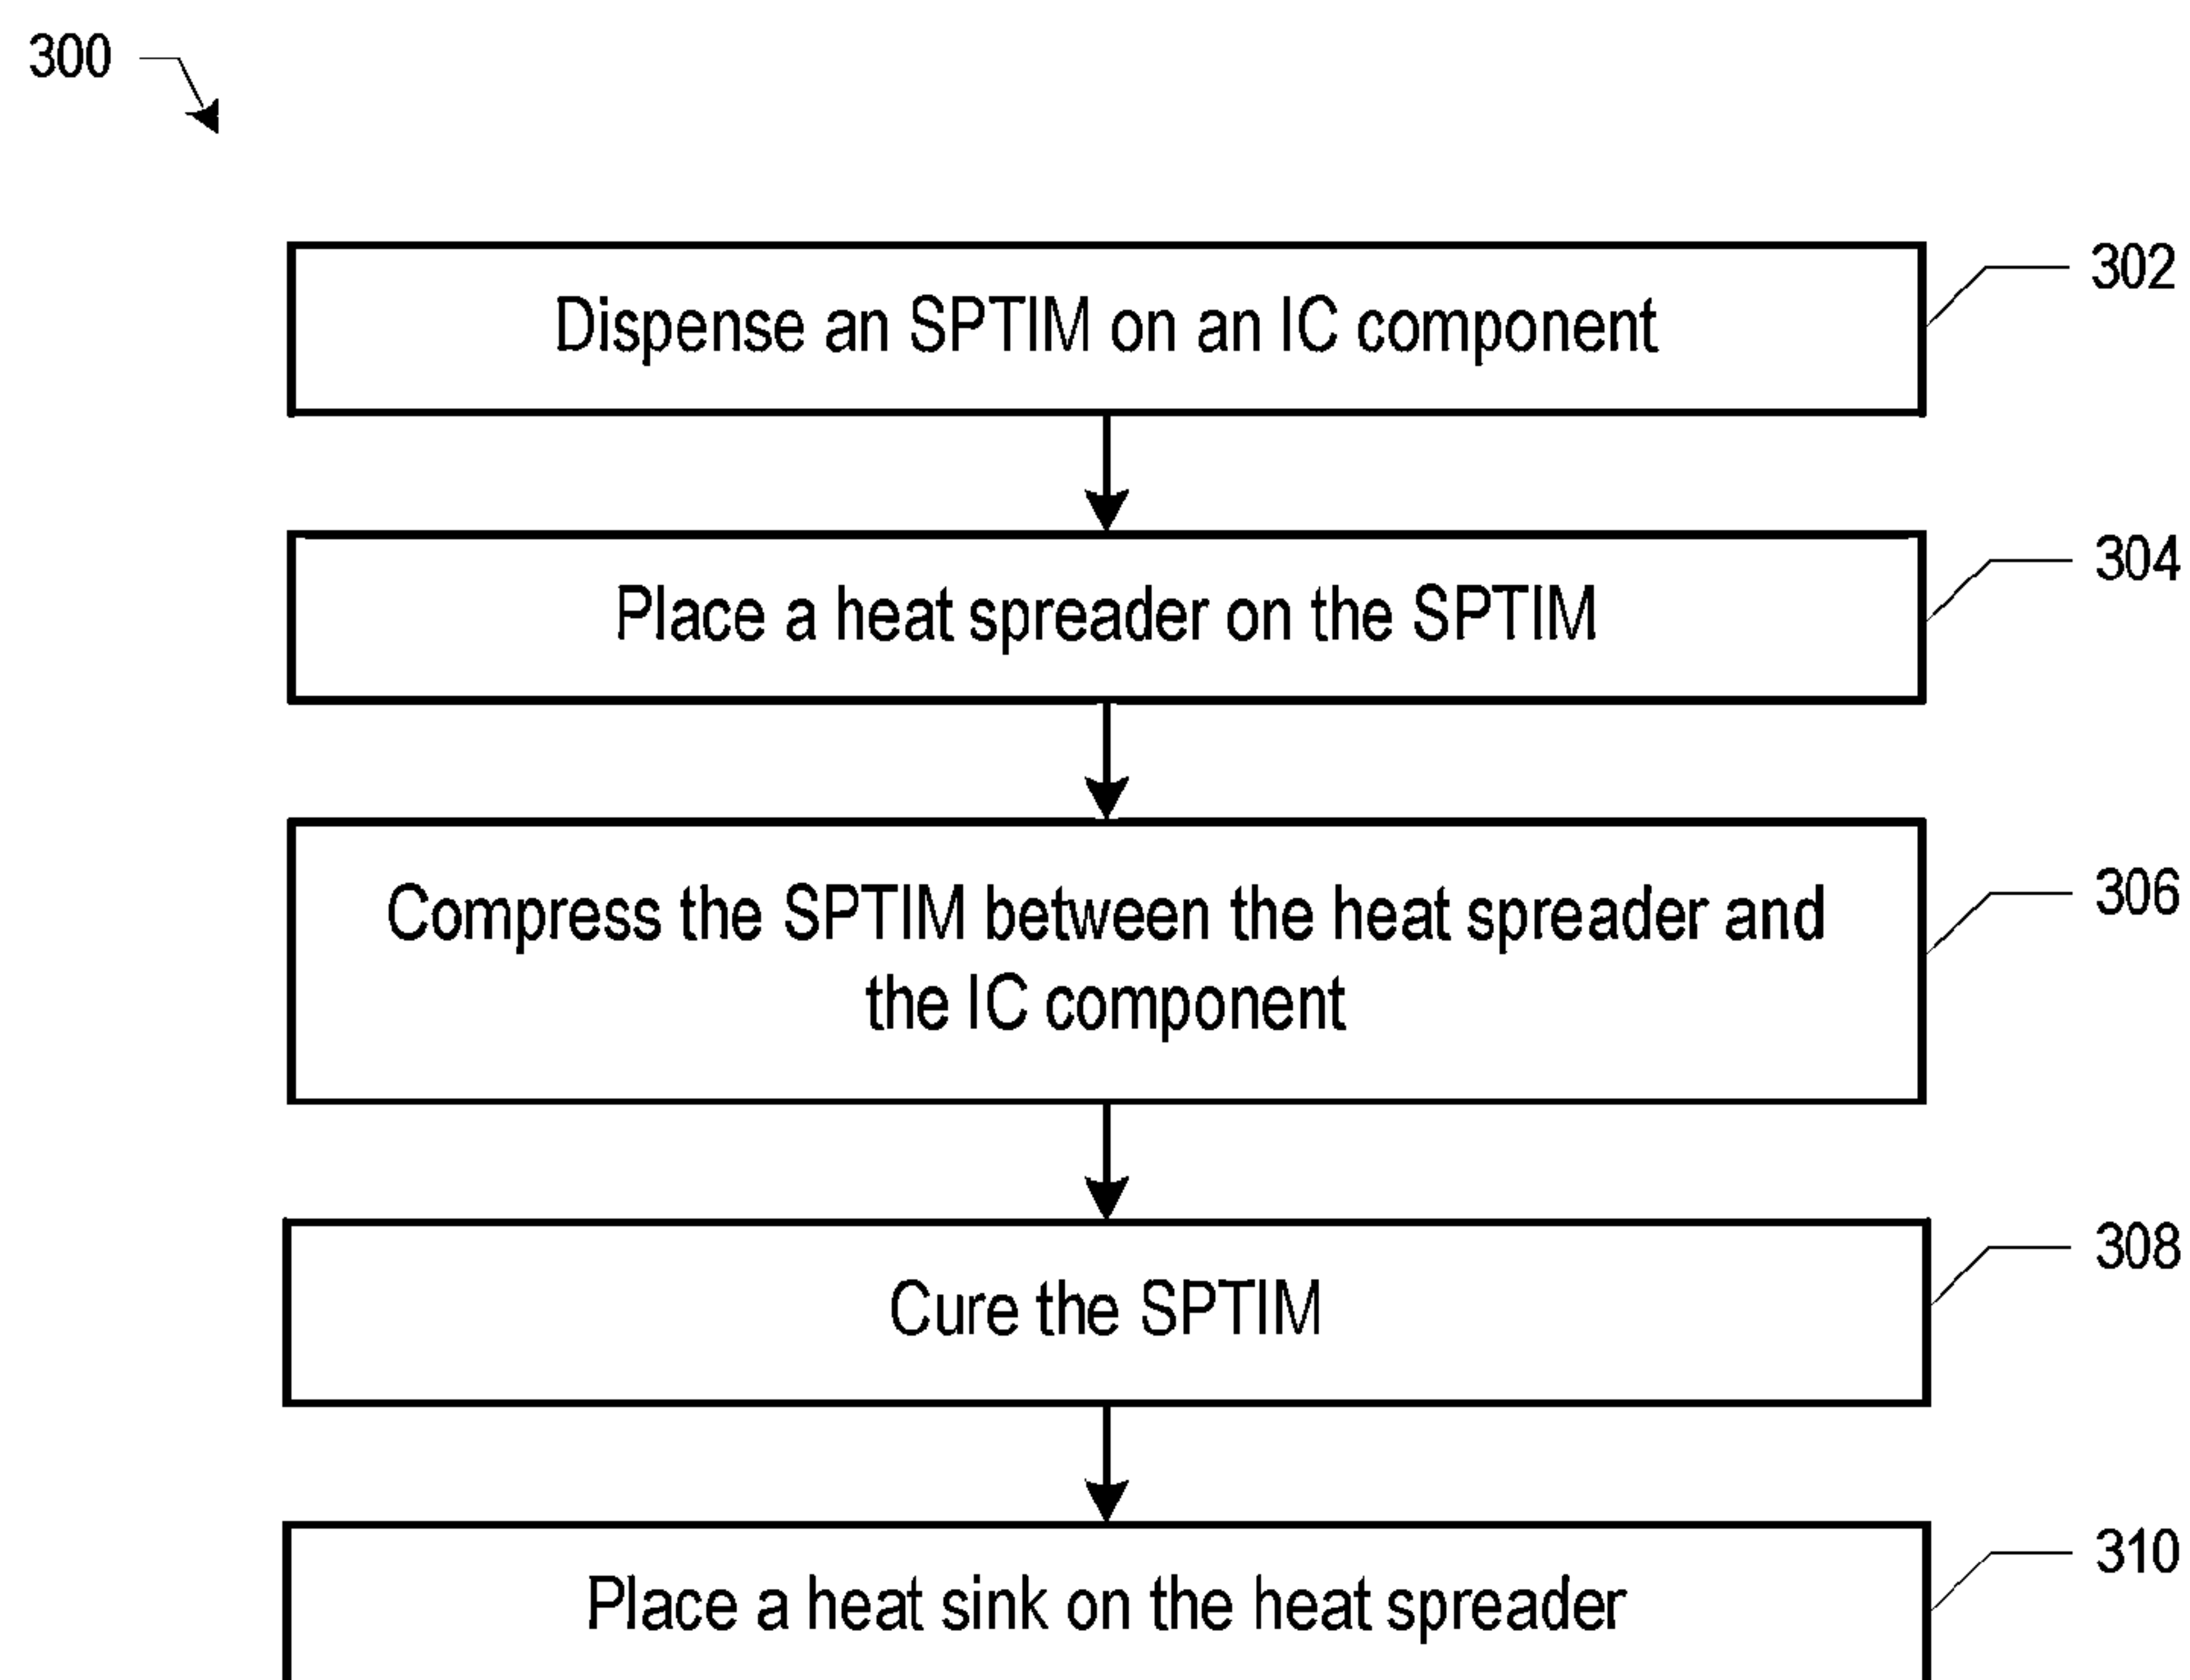 300
Dispense an SPTIM on an IC component
302
Place a heat spreader on the SPTIM
304
Compress the SPTIM between the heat spreader and
the IC component
306
Cure the SPTIM
308
Place a heat sink on the heat spreader
310